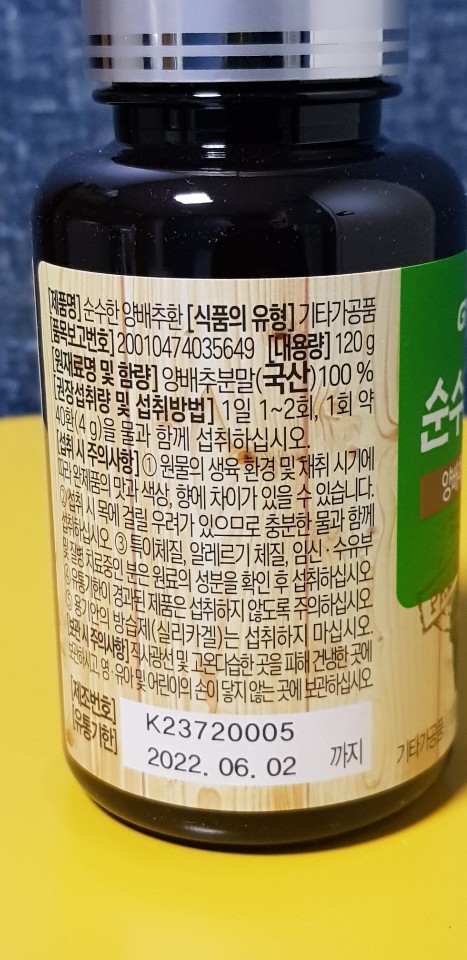 [제품명] 순수한 양배추환 [식품의 유형] 기타가공품
[품목보고번호] 20010474035649 [내용량] 120 g
[원재료명 및 함량] 양배추분말(국산)100 %
[권장섭취량 및 섭취방법] 1일 1~2회, 1회 약
40환(4 g)을 물과 함께 섭취하십시오.
[섭취 시 주의사항] ① 원물의 생육 환경 및 채취 시기에
따라 완제품의 맛과 색상, 향에 차이가 있을 수 있습니다.
② 섭취 시 목에 걸릴 우려가 있으므로 충분한 물과 함께
섭취하십시오 ③ 특이체질, 알레르기 체질, 임신·수유부
및 질병 치료중인 분은 원료의 성분을 확인 후 섭취하십시오
④ 유통기한이 경과된 제품은 섭취하지 않도록 주의하십시오
⑤ 용기 안의 방습제(실리카겔)는 섭취하지 마십시오.
[보관 시 주의사항] 직사광선 및 고온다습한 곳을 피해 건냉한 곳에
보관하시고 영·유아 및 어린이의 손이 닿지 않는 곳에 보관하십시오
[제조번호] K23720005
[유통기한] 2022. 06. 02 까지
G
순수
양배
기타가공품